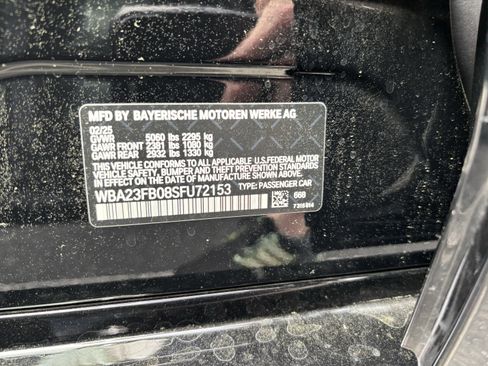 MFD BY BAYERISCHE MOTOREN WERKE AG
02/25
GVWR 5060 lbs 2295 kg
GAWR FRONT 2381 lbs 1080 kg
GAWR REAR 2932 lbs 1330 kg
THIS VEHICLE CONFORMS TO ALL APPLICABLE U.S.FEDERAL MOTOR
VEHICLE SAFETY, BUMPER, AND THEFT PREVENTION STANDARDS
IN EFFECT ON THE DATE OF MANUFACTURE SHOWN ABOVE.
WBA23FB08SFU72153 TYPE: PASSENGER CAR
668